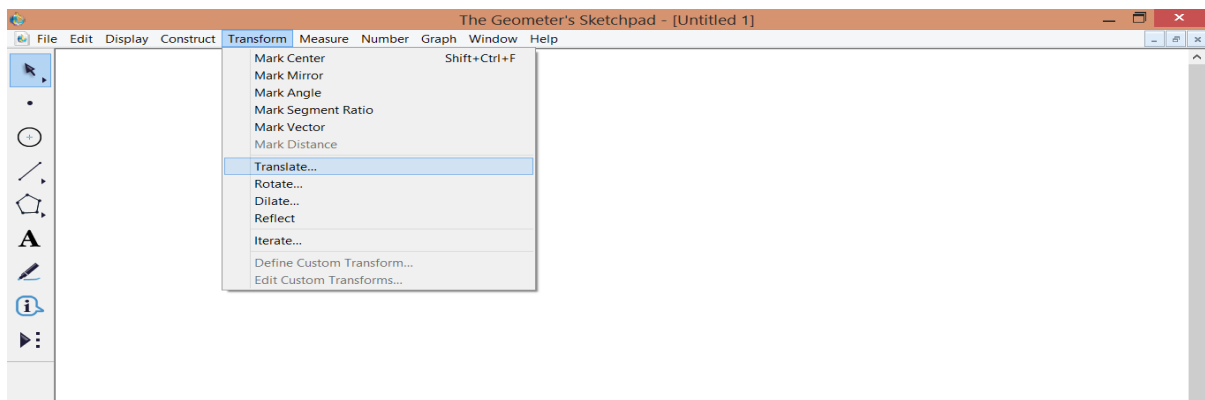 The Geometer's Sketchpad - [Untitled 1]
File Edit Display Construct Transform Measure Number Graph Window Help
Mark Center Shift+Ctrl+F
Mark Mirror
Mark Angle
Mark Segment Ratio
Mark Vector
Mark Distance
Translate...
Rotate...
Dilate...
Reflect
Iterate...
Define Custom Transform...
Edit Custom Transforms...
A
i